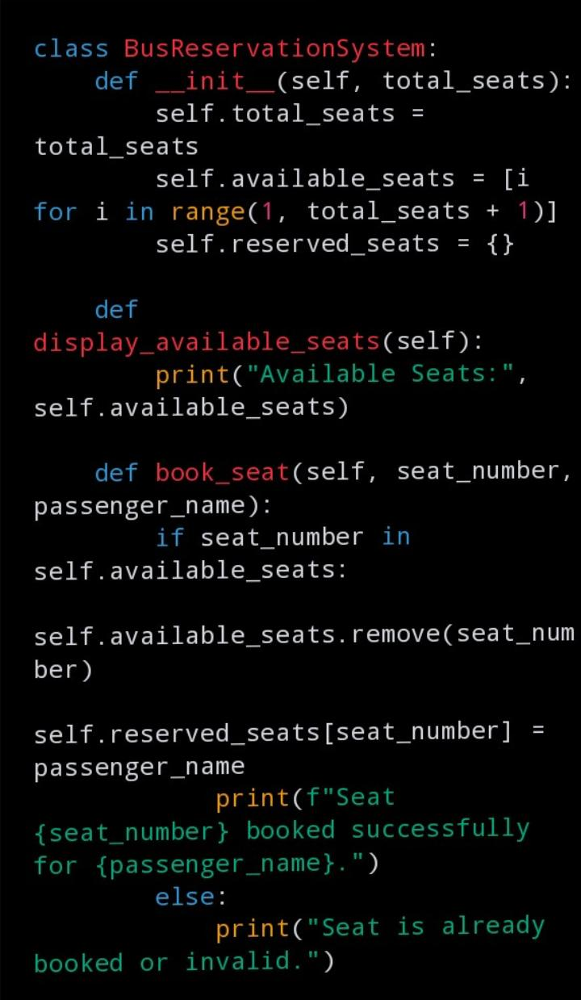 class BusReservationSystem:
    def __init__(self, total_seats):
        self.total_seats =
total_seats
        self.available_seats = [i
for i in range(1, total_seats + 1)]
        self.reserved_seats = {}

    def
display_available_seats(self):
        print("Available Seats:",
self.available_seats)

    def book_seat(self, seat_number,
passenger_name):
        if seat_number in
self.available_seats:

self.available_seats.remove(seat_num
ber)

self.reserved_seats[seat_number] =
passenger_name
            print(f"Seat
{seat_number} booked successfully
for {passenger_name}.")
        else:
            print("Seat is already
booked or invalid.")